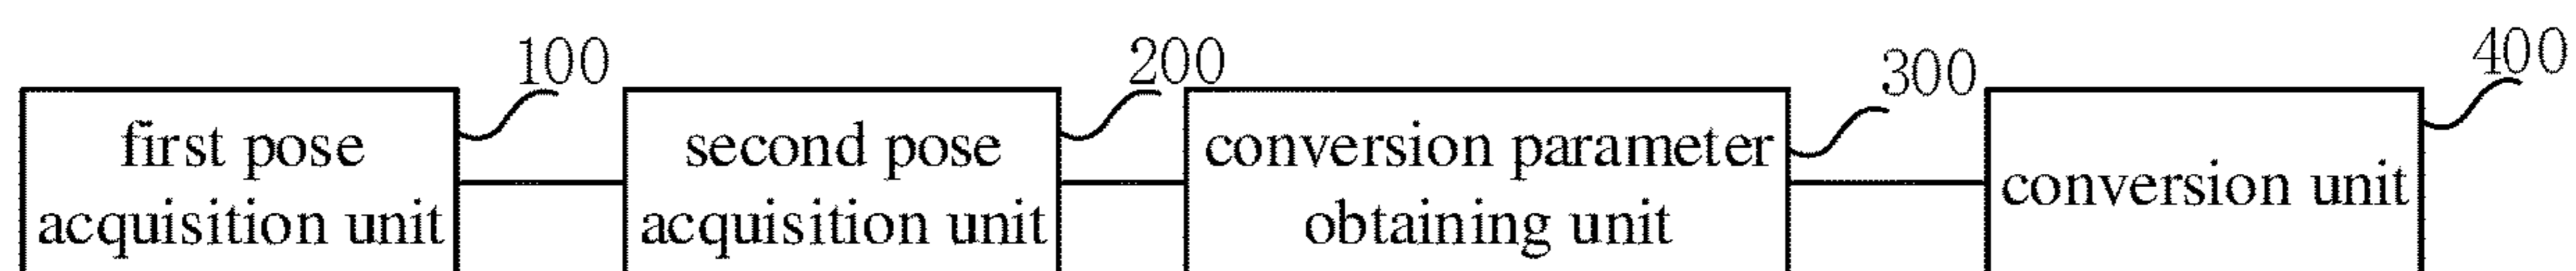 100
200
300
400
first pose
acquisition unit
second pose
acquisition unit
conversion parameter
obtaining unit
conversion unit